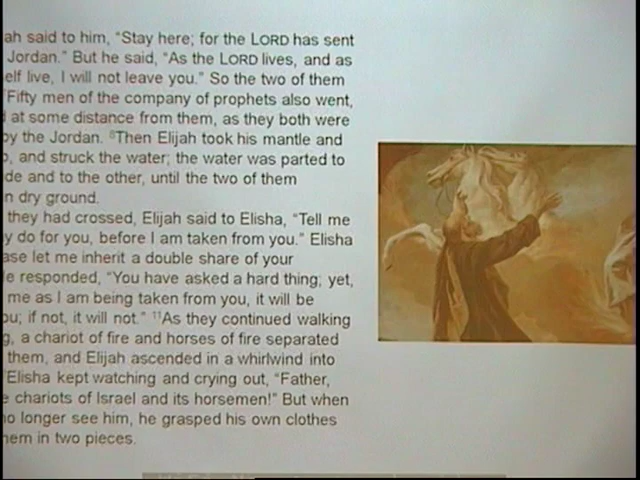 ah said to him, “Stay here; for the LORD has sent
Jordan.” But he said, “As the LORD lives, and as
elf live, I will not leave you.” So the two of them
⁷Fifty men of the company of prophets also went,
at some distance from them, as they both were
by the Jordan. ⁸Then Elijah took his mantle and
, and struck the water; the water was parted to
de and to the other, until the two of them
n dry ground.
they had crossed, Elijah said to Elisha, “Tell me
y do for you, before I am taken from you.” Elisha
ase let me inherit a double share of your
e responded, “You have asked a hard thing; yet,
me as I am being taken from you, it will be
ou; if not, it will not.” ¹¹As they continued walking
g, a chariot of fire and horses of fire separated
them, and Elijah ascended in a whirlwind into
Elisha kept watching and crying out, “Father,
e chariots of Israel and its horsemen!” But when
no longer see him, he grasped his own clothes
hem in two pieces.